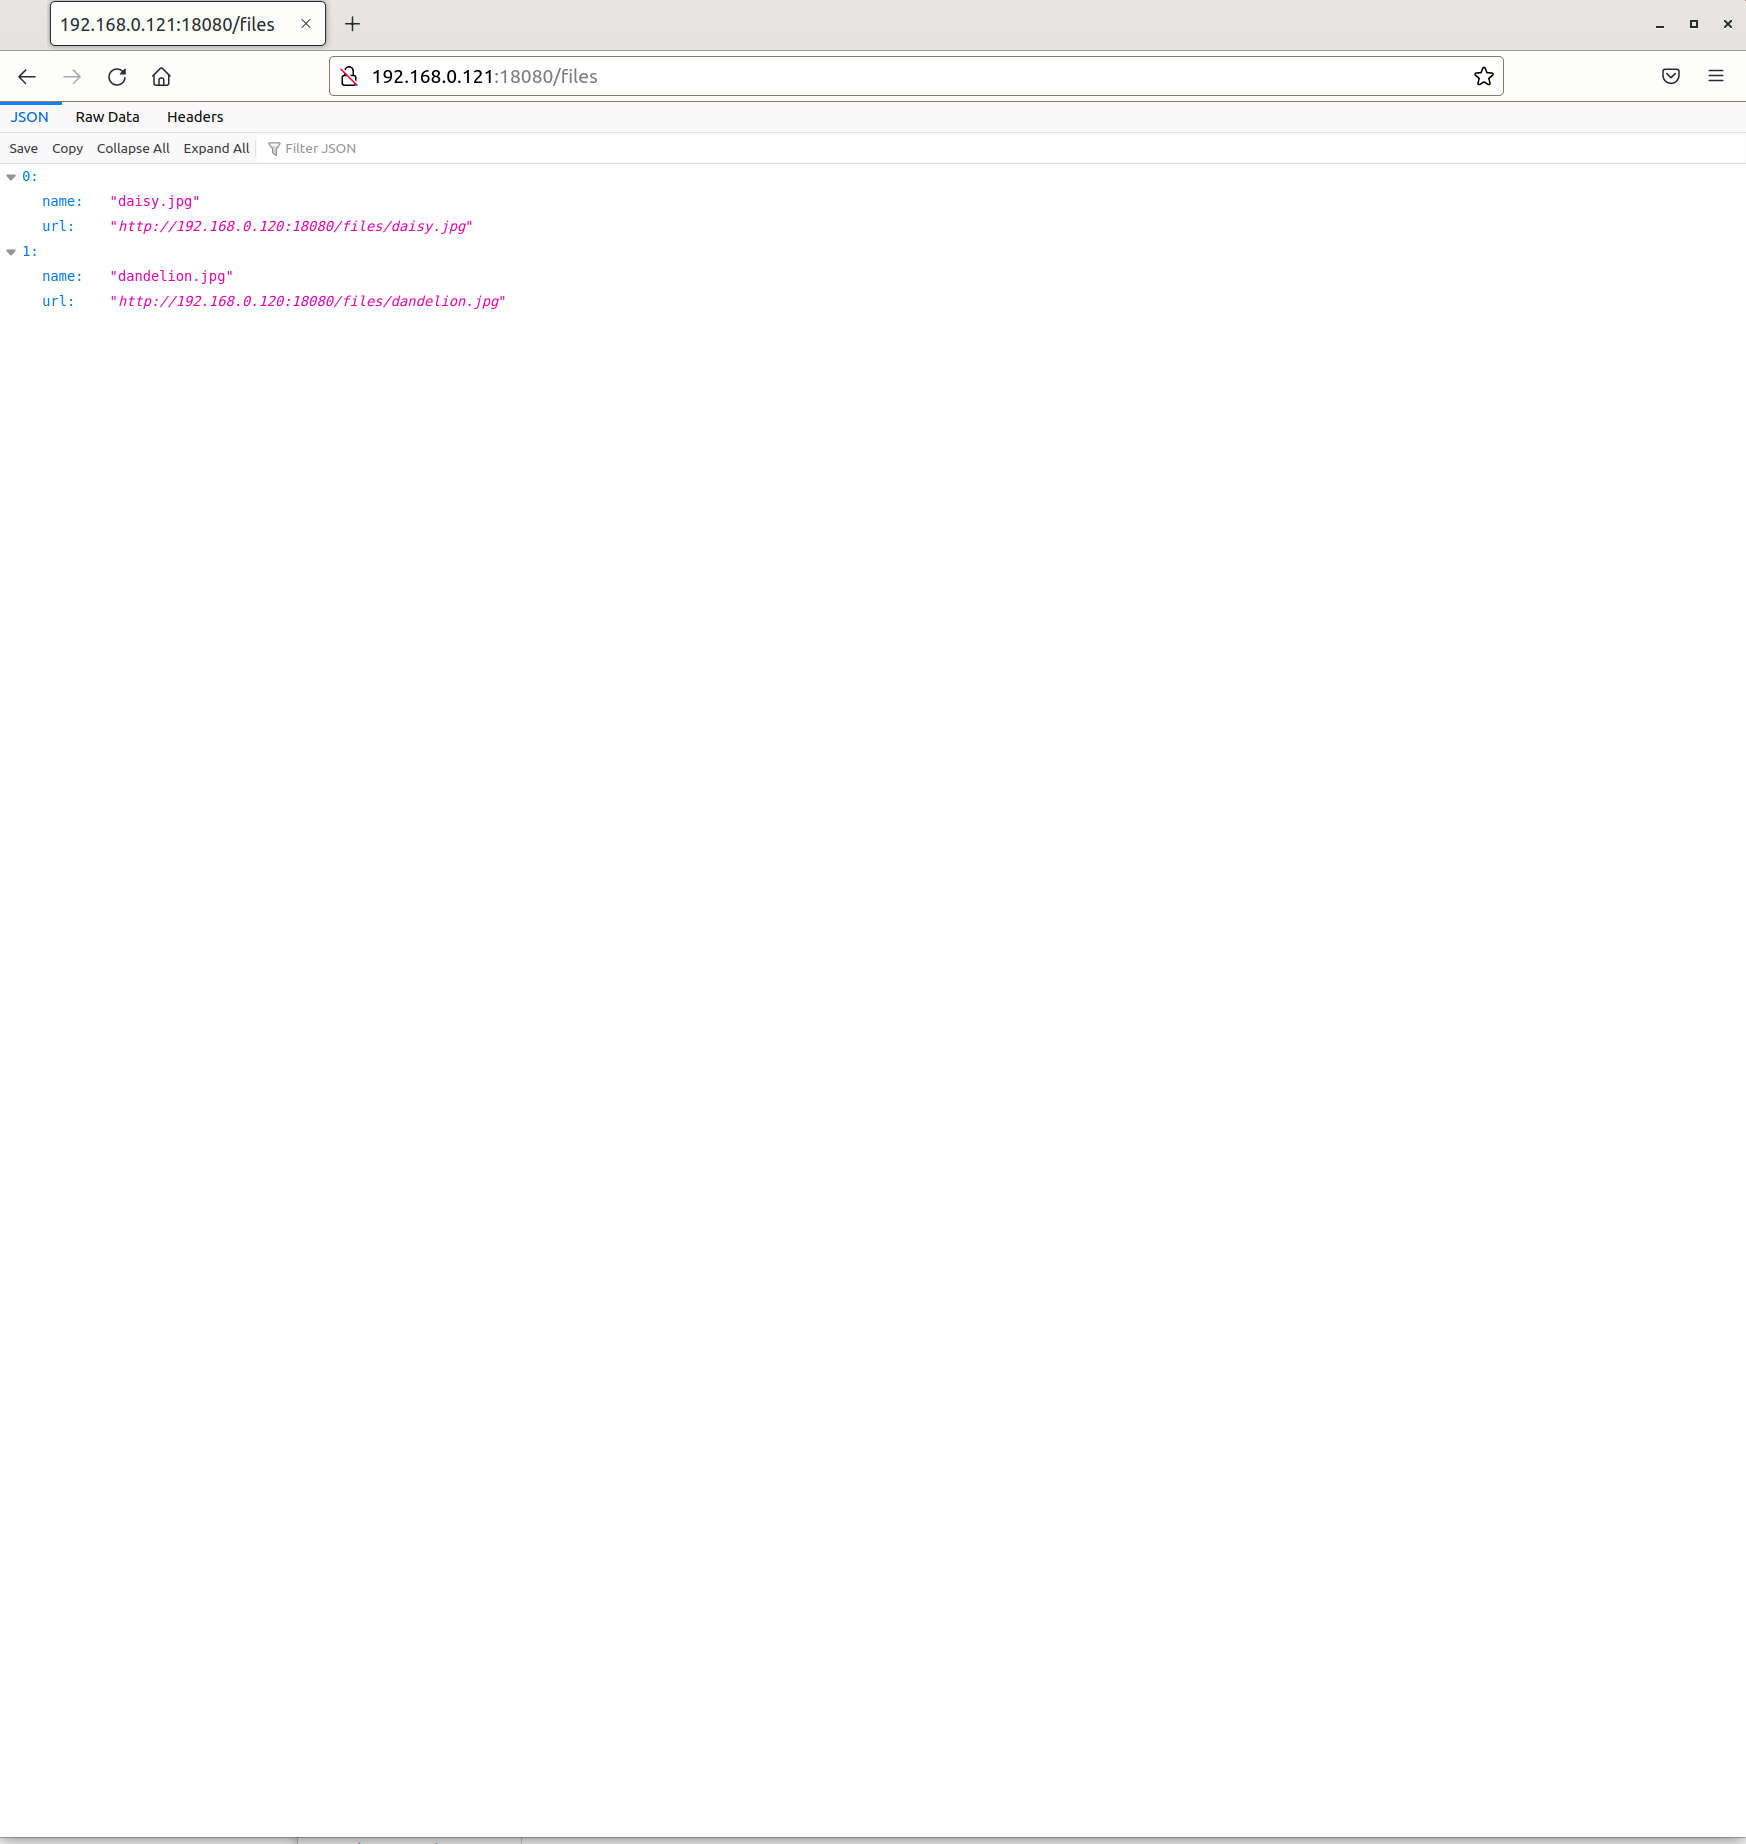 192.168.0.121:18080/files
192.168.0.121:18080/files
JSON Raw Data Headers
Save Copy Collapse All Expand All Filter JSON
0:
name: "daisy.jpg"
url: "http://192.168.0.120:18080/files/daisy.jpg"
1:
name: "dandelion.jpg"
url: "http://192.168.0.120:18080/files/dandelion.jpg"